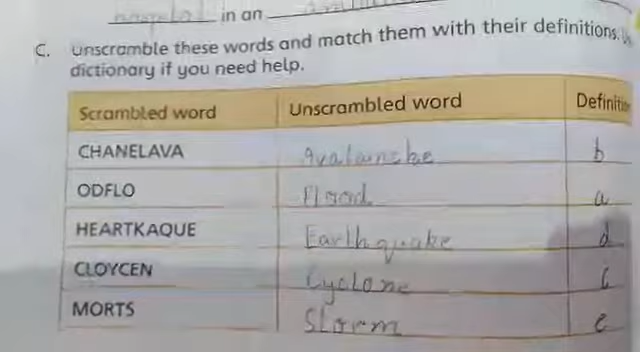 in an
C. Unscramble these words and match them with their definitions.
dictionary if you need help.
Scrambled word Unscrambled word Definition
CHANELAVA avalanche b
ODFLO Flood a
HEARTKAQUE Earthquake d
CLOYCEN Cyclone c
MORTS Storm e